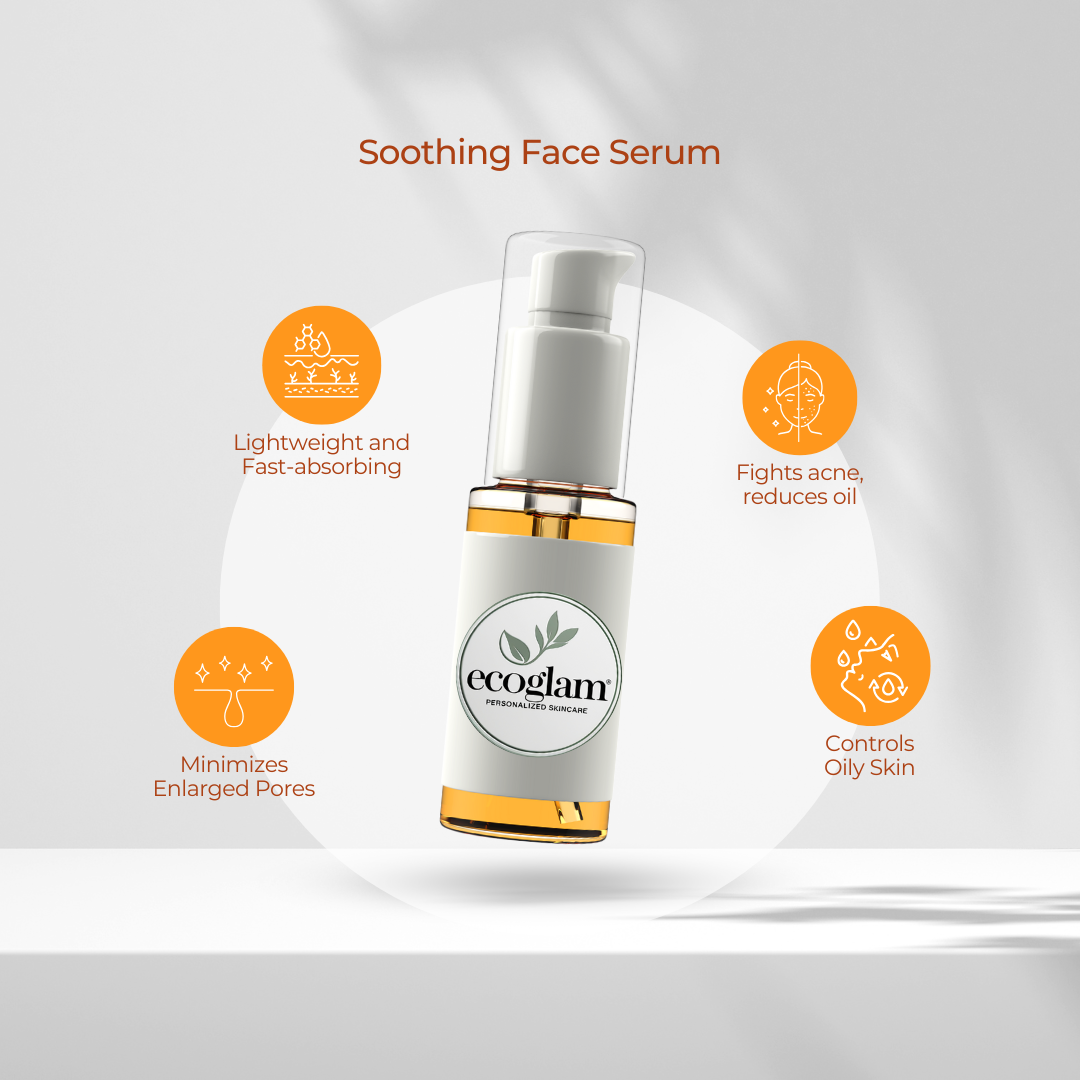 Soothing Face Serum
Lightweight and
Fast-absorbing
Fights acne,
reduces oil
ecoglam®
PERSONALIZED SKINCARE
Minimizes
Enlarged Pores
Controls
Oily Skin